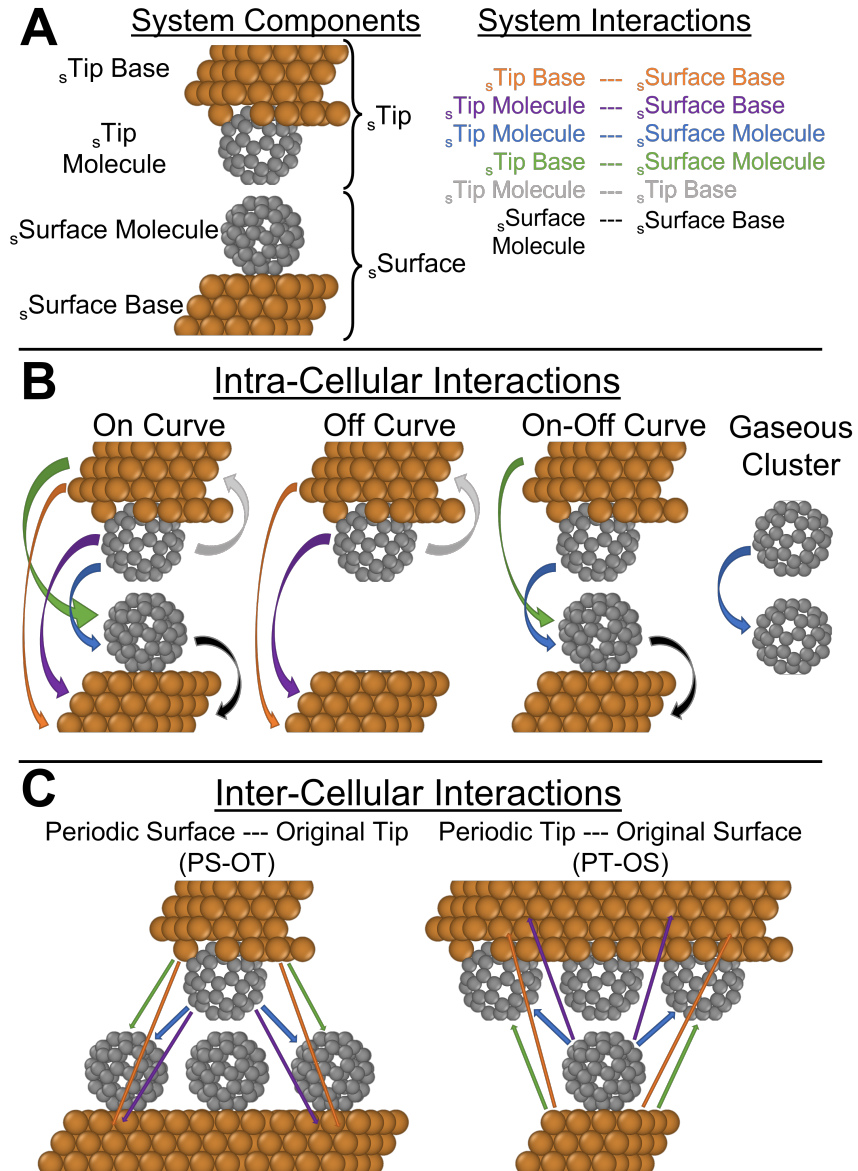 A
System Components
System Interactions
sTip Base
sTip
Molecule
sTip
sSurface Molecule
sSurface
sSurface Base
sTip Base --- sSurface Base
sTip Molecule --- sSurface Base
sTip Molecule --- sSurface Molecule
sTip Base --- sSurface Molecule
sTip Molecule --- sTip Base
sSurface --- sSurface Base
Molecule
B
Intra-Cellular Interactions
On Curve
Off Curve
On-Off Curve
Gaseous
Cluster
C
Inter-Cellular Interactions
Periodic Surface --- Original Tip
(PS-OT)
Periodic Tip --- Original Surface
(PT-OS)